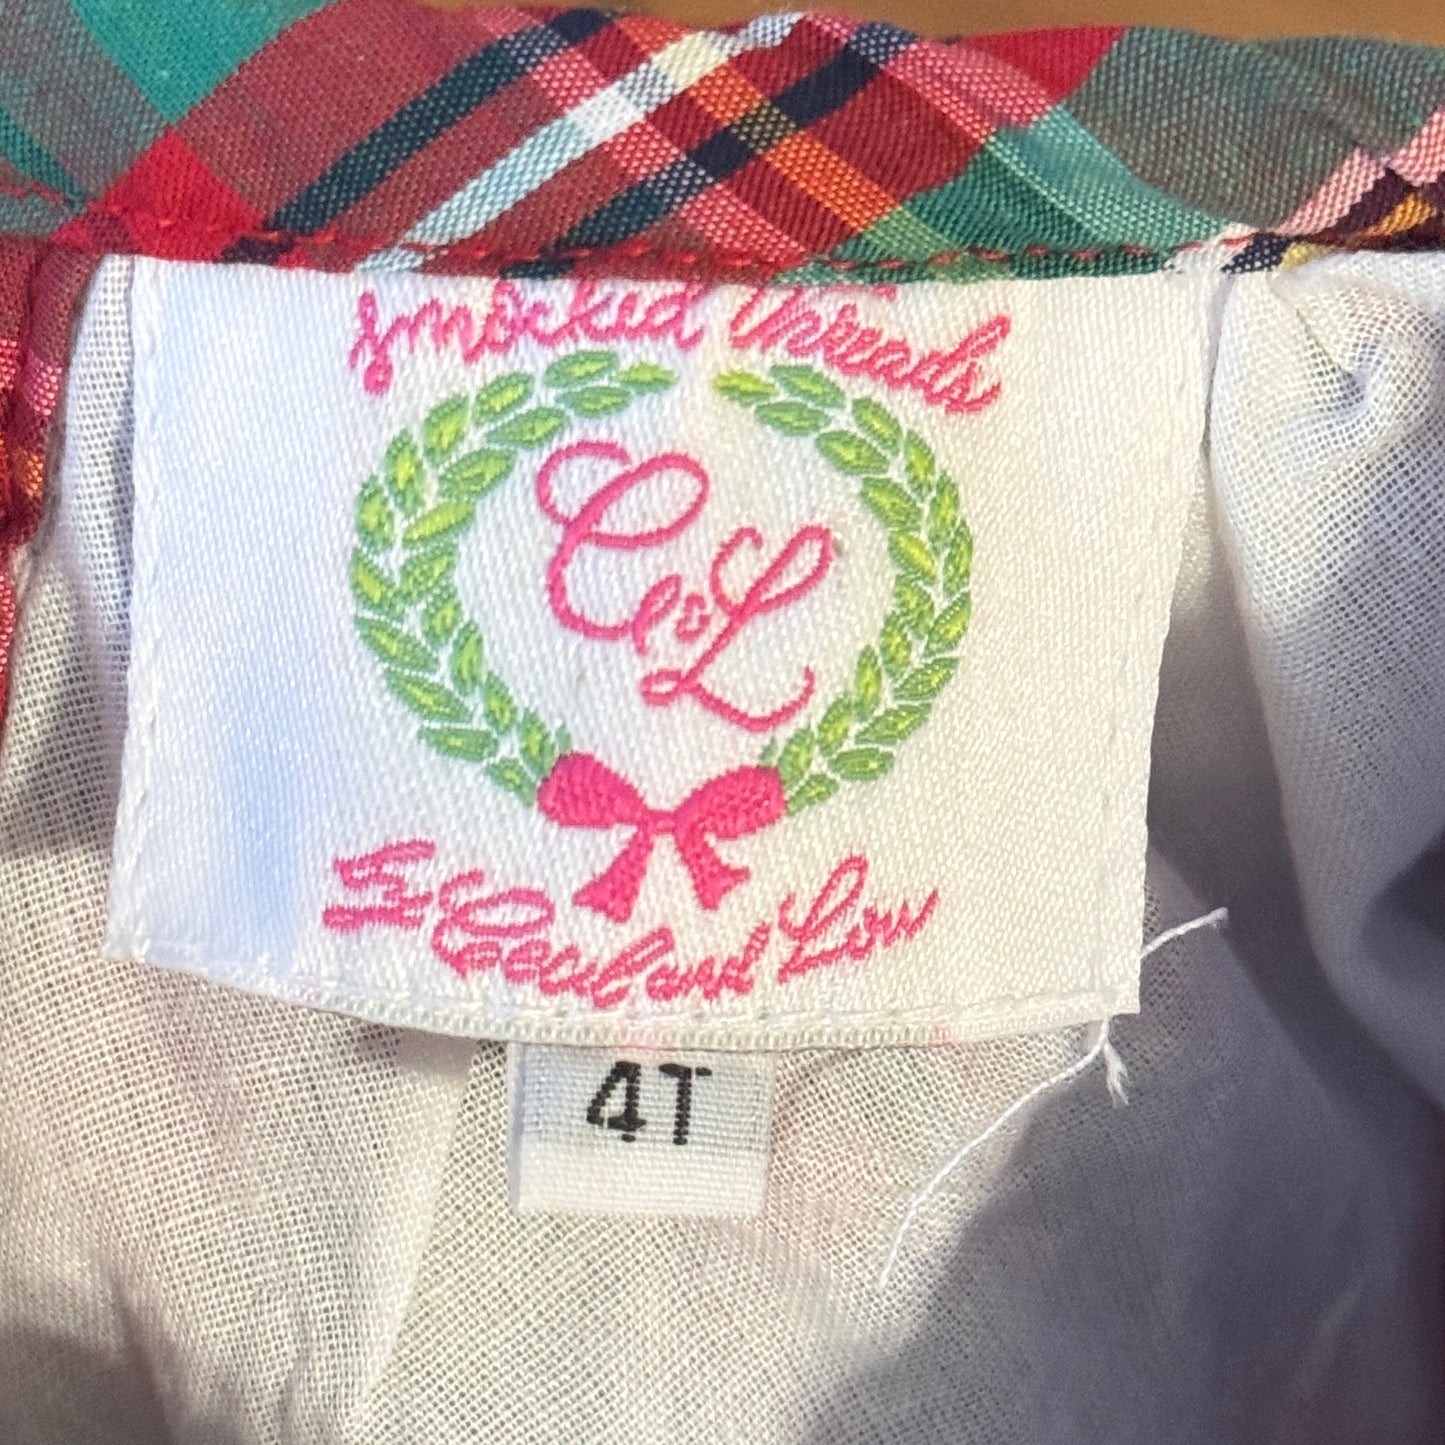 Smocked Threads
C&L
By Cecil and Lou
4T